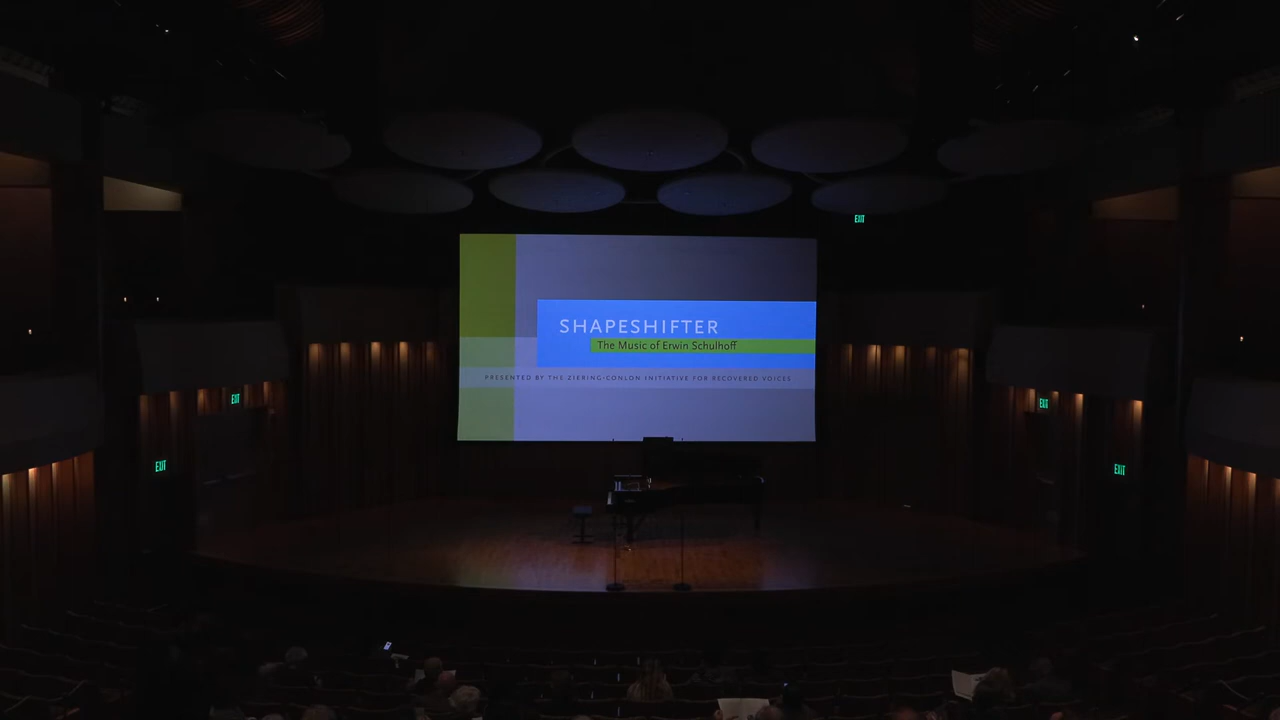 EXIT
SHAPESHIFTER
The Music of Erwin Schulhoff
PRESENTED BY THE ZIERING-CONLON INITIATIVE FOR RECOVERED VOICES
EXIT
EXIT
EXIT
EXIT